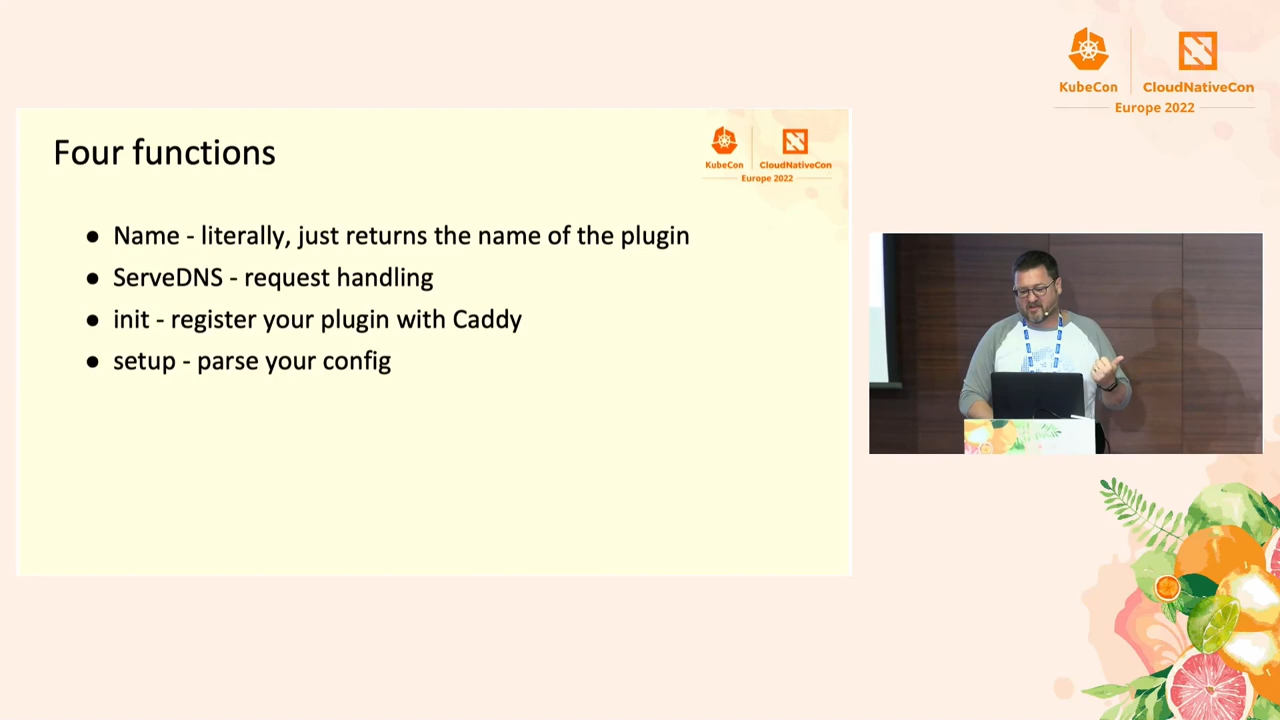 KubeCon
CloudNativeCon
Europe 2022
Four functions
KubeCon
CloudNativeCon
Europe 2022
● Name - literally, just returns the name of the plugin
● ServeDNS - request handling
● init - register your plugin with Caddy
● setup - parse your config